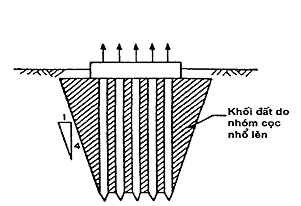 Khối đất do
nhóm cọc
nhổ lên
1
4